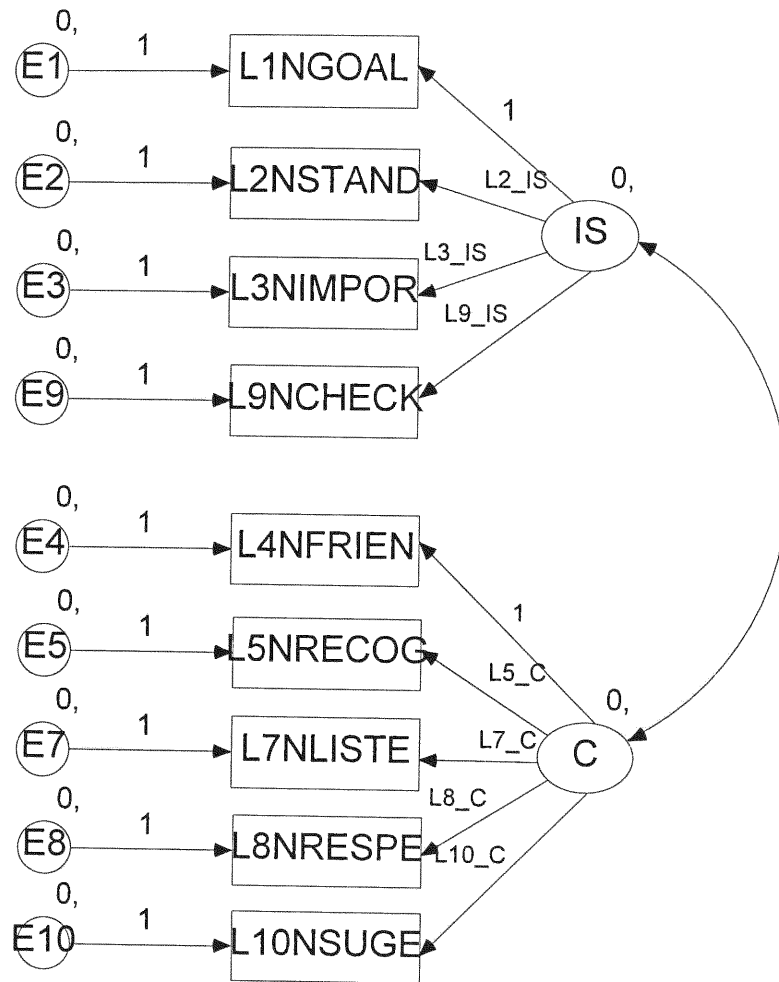 0,
E1 1 L1NGOAL
1
0,
E2 1 L2NSTAND L2_IS 0,
IS
0,
E3 1 L3NIMPOR L3_IS
L9_IS
0,
E9 1 L9NCHECK
0,
E4 1 L4NFRIEN
1
0,
E5 1 L5NRECOG
L5_C
0,
0,
E7 1 L7NLISTE L7_C C
L8_C
0,
E8 1 L8NRESPE L10_C
0,
E10 1 L10NSUGE